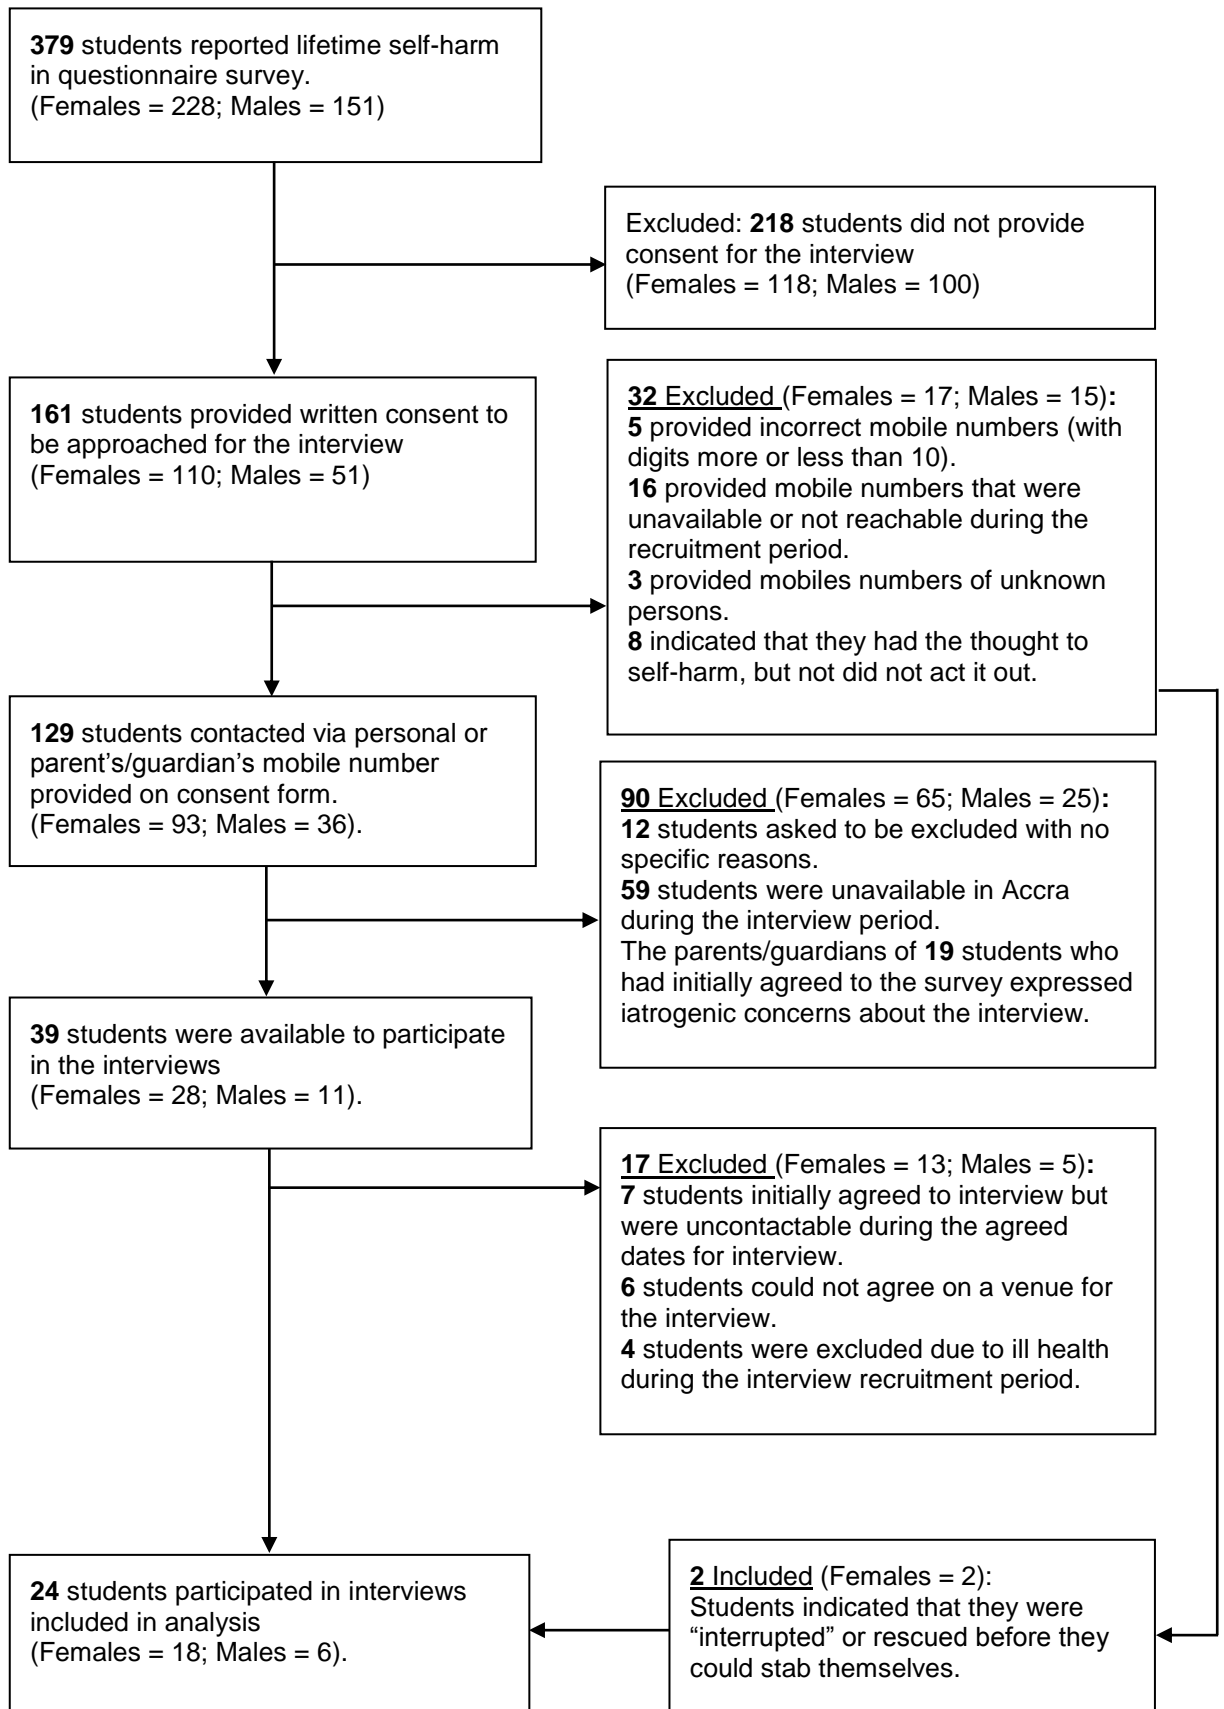 379 students reported lifetime self-harm
in questionnaire survey.
(Females = 228; Males = 151)
Excluded: 218 students did not provide
consent for the interview
(Females = 118; Males = 100)
161 students provided written consent to
be approached for the interview
(Females = 110; Males = 51)
32 Excluded (Females = 17; Males = 15):
5 provided incorrect mobile numbers (with
digits more or less than 10).
16 provided mobile numbers that were
unavailable or not reachable during the
recruitment period.
3 provided mobiles numbers of unknown
persons.
8 indicated that they had the thought to
self-harm, but not did not act it out.
129 students contacted via personal or
parent’s/guardian’s mobile number
provided on consent form.
(Females = 93; Males = 36).
90 Excluded (Females = 65; Males = 25):
12 students asked to be excluded with no
specific reasons.
59 students were unavailable in Accra
during the interview period.
The parents/guardians of 19 students who
had initially agreed to the survey expressed
iatrogenic concerns about the interview.
39 students were available to participate
in the interviews
(Females = 28; Males = 11).
17 Excluded (Females = 13; Males = 5):
7 students initially agreed to interview but
were uncontactable during the agreed
dates for interview.
6 students could not agree on a venue for
the interview.
4 students were excluded due to ill health
during the interview recruitment period.
24 students participated in interviews
included in analysis
(Females = 18; Males = 6).
2 Included (Females = 2):
Students indicated that they were
“interrupted” or rescued before they
could stab themselves.